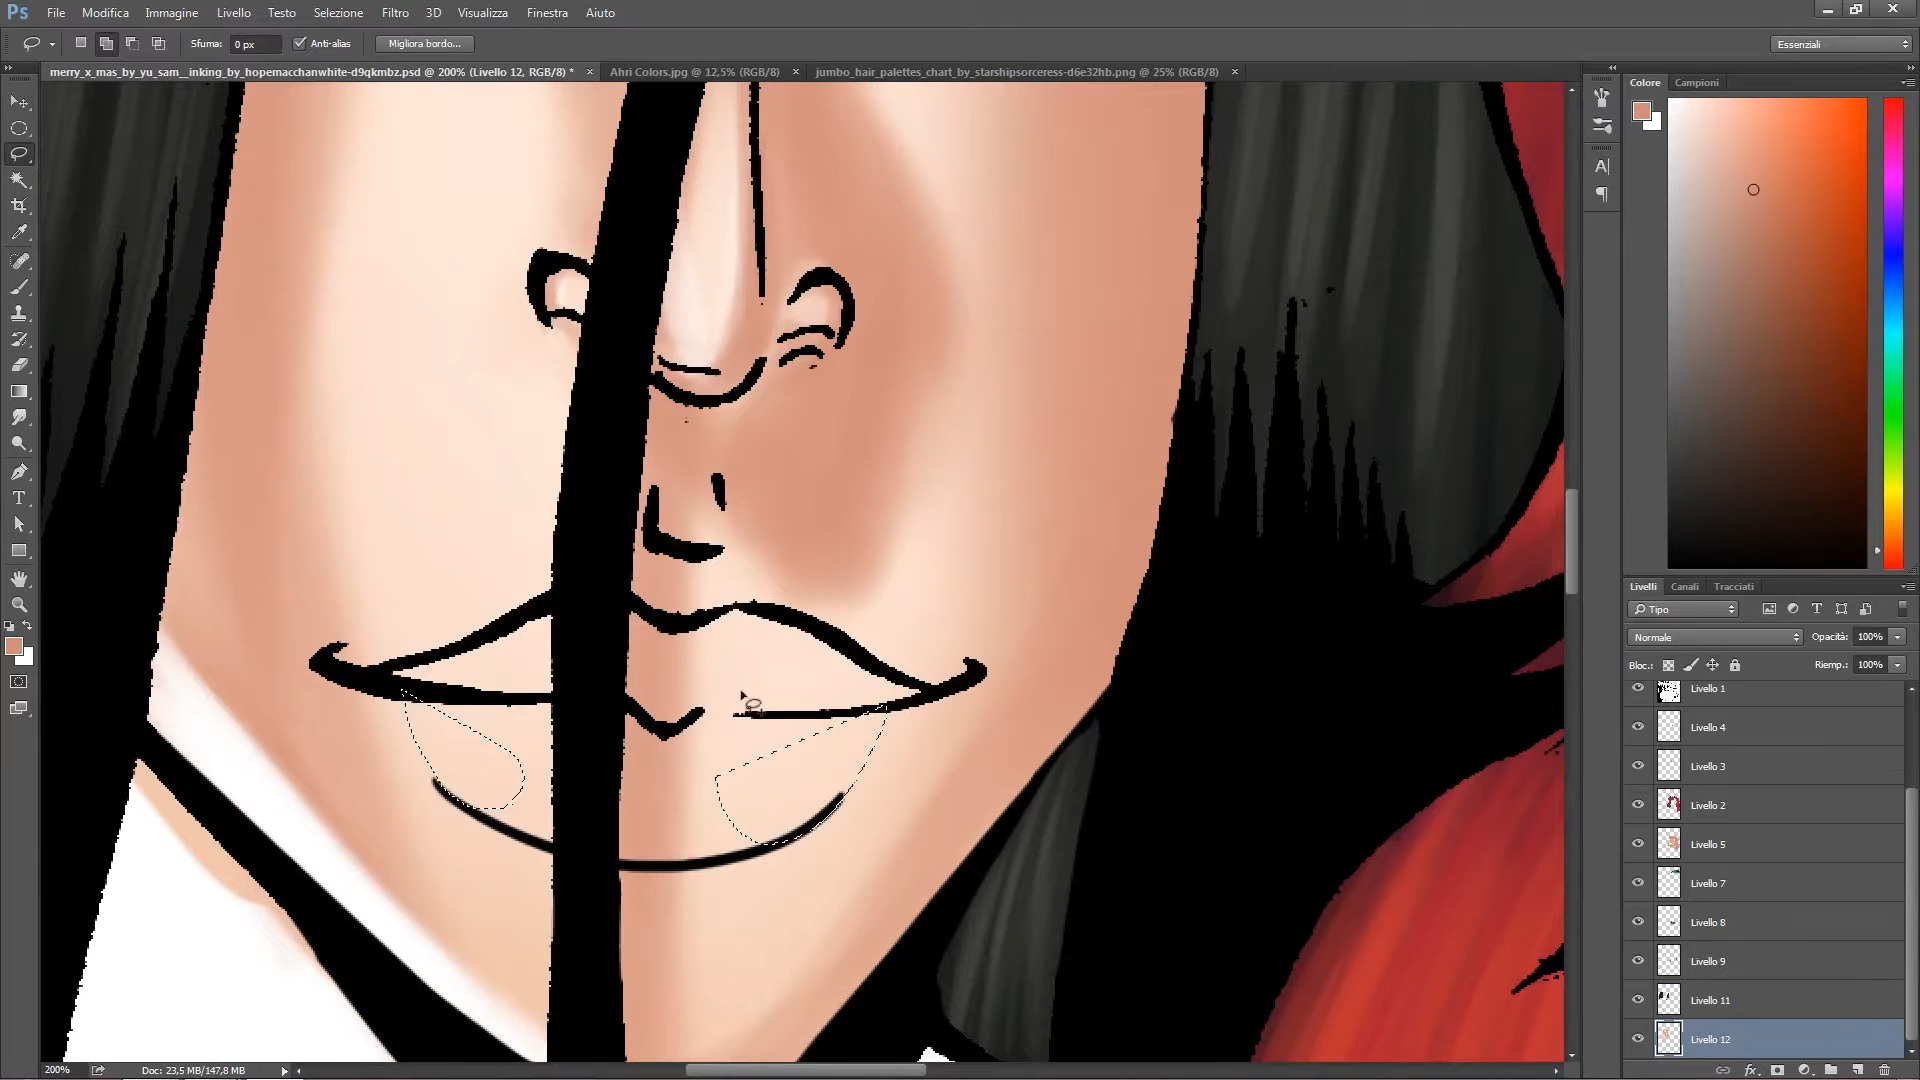 Ps File Modifica Immagine Livello Testo Selezione Filtro 3D Visualizza Finestra Aiuto
Sfuma: 0 px Anti-alias Migliora bordo... Essenziali
merry_x_mas_by_yu_sam__inking_by_hopemacchanwhite-d9qkmbz.psd @ 200% (Livello 12, RGB/8) * × Ahri Colors.jpg @ 12,5% (RGB/8) × jumbo_hair_palettes_chart_by_starshipsorceress-d6e32hb.png @ 25% (RGB/8) ×
Colore Campioni
Livelli Canali Tracciati
Tipo
Normale Opacità: 100%
Bloc.: Riemp.: 100%
Livello 1
Livello 4
Livello 3
Livello 2
Livello 5
Livello 7
Livello 8
Livello 9
Livello 11
Livello 12
200% Doc: 23,5 MB/147,8 MB